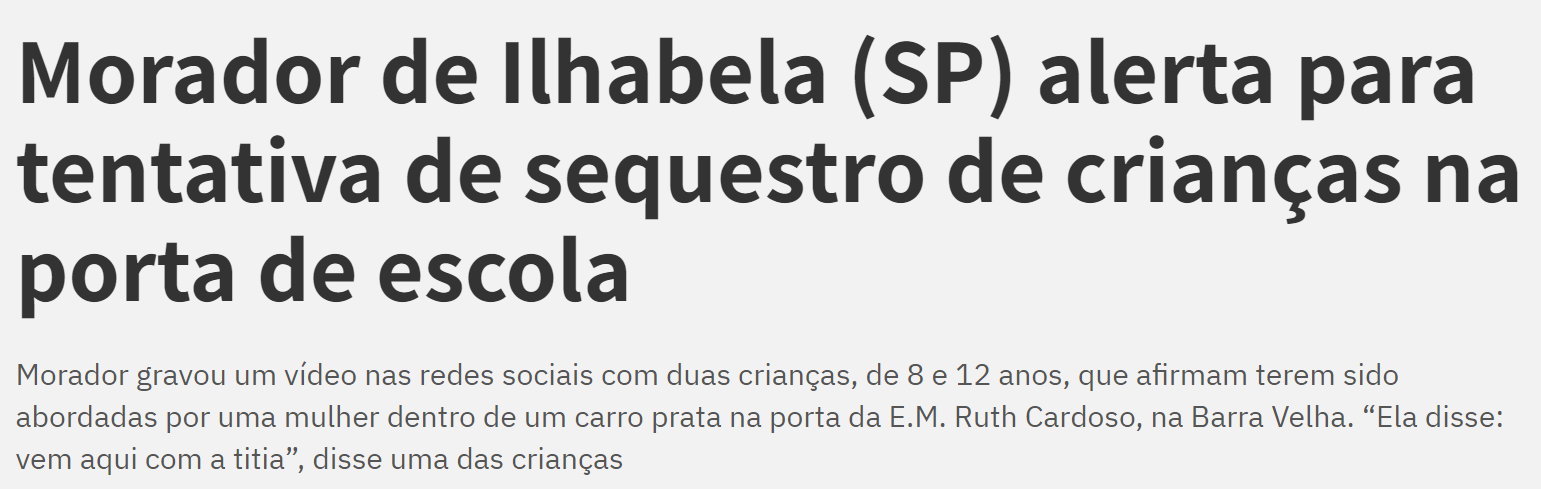 Morador de Ilhabela (SP) alerta para
tentativa de sequestro de crianças na
porta de escola
Morador gravou um vídeo nas redes sociais com duas crianças, de 8 e 12 anos, que afirmam terem sido
abordadas por uma mulher dentro de um carro prata na porta da E.M. Ruth Cardoso, na Barra Velha. “Ela disse:
vem aqui com a titia”, disse uma das crianças